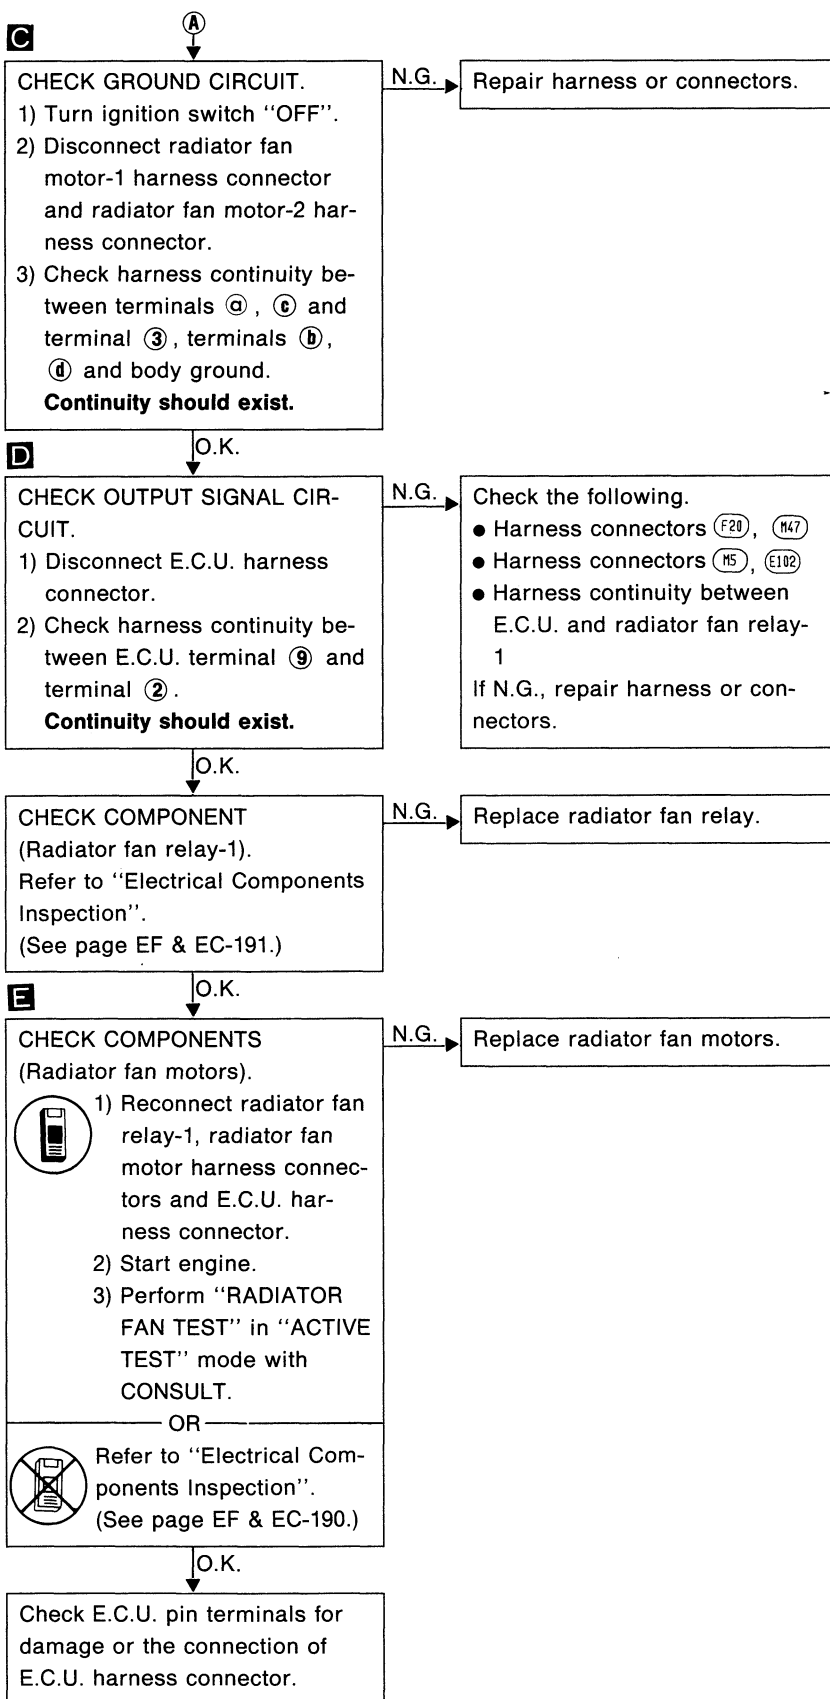 Ⓐ
C
CHECK GROUND CIRCUIT.
1) Turn ignition switch ‘‘OFF’’.
2) Disconnect radiator fan
motor-1 harness connector
and radiator fan motor-2 har-
ness connector.
3) Check harness continuity be-
tween terminals ⓐ, ⓒ and
terminal ③, terminals ⓑ,
ⓓ and body ground.
Continuity should exist.
N.G.
Repair harness or connectors.
O.K.
D
CHECK OUTPUT SIGNAL CIR-
CUIT.
1) Disconnect E.C.U. harness
connector.
2) Check harness continuity be-
tween E.C.U. terminal ⑨ and
terminal ②.
Continuity should exist.
N.G.
Check the following.
● Harness connectors F20, M47
● Harness connectors M5, E102
● Harness continuity between
E.C.U. and radiator fan relay-
1
If N.G., repair harness or con-
nectors.
O.K.
CHECK COMPONENT
(Radiator fan relay-1).
Refer to ‘‘Electrical Components
Inspection’’.
(See page EF & EC-191.)
N.G.
Replace radiator fan relay.
O.K.
E
CHECK COMPONENTS
(Radiator fan motors).
1) Reconnect radiator fan
relay-1, radiator fan
motor harness connec-
tors and E.C.U. har-
ness connector.
2) Start engine.
3) Perform ‘‘RADIATOR
FAN TEST’’ in ‘‘ACTIVE
TEST’’ mode with
CONSULT.
OR
Refer to ‘‘Electrical Com-
ponents Inspection’’.
(See page EF & EC-190.)
N.G.
Replace radiator fan motors.
O.K.
Check E.C.U. pin terminals for
damage or the connection of
E.C.U. harness connector.